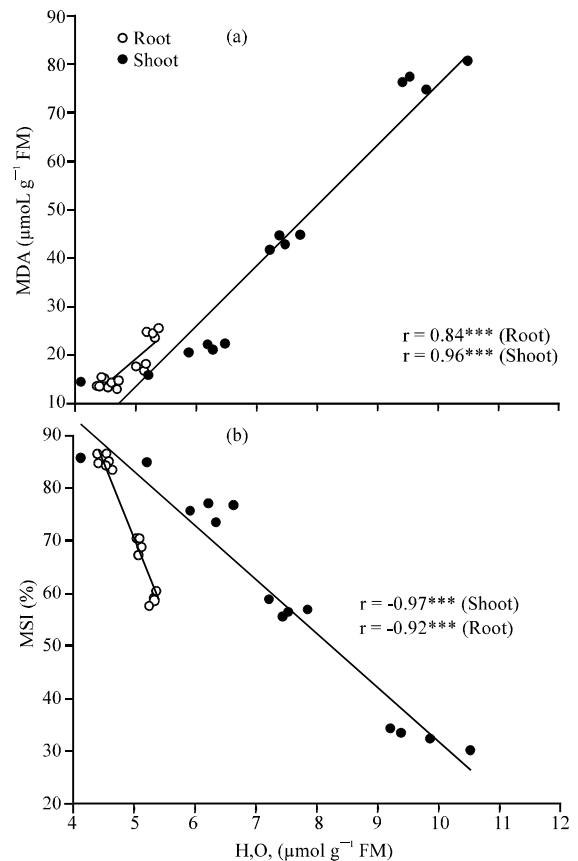 90
80
70
60
50
40
30
20
10
MDA (µmoL g⁻¹ FM)
Root
Shoot
(a)
r = 0.84*** (Root)
r = 0.96*** (Shoot)
(b)
90
80
70
60
50
40
30
20
MSI (%)
r = -0.97*** (Shoot)
r = -0.92*** (Root)
4 5 6 7 8 9 10 11 12
H,O, (µmol g⁻¹ FM)